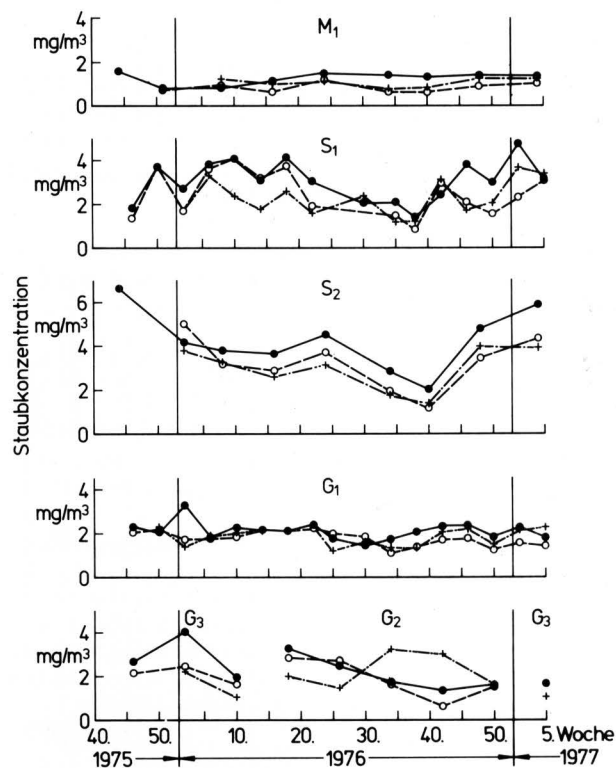 4
mg/m³
2
0
M₁
4
mg/m³
2
0
S₁
6
mg/m³
4
2
0
S₂
Staubkonzentration
4
mg/m³
2
0
G₁
4
mg/m³
2
0
G₃ G₂ G₃
40. 50. 10. 20. 30. 40. 50. 5. Woche
1975 1976 1977